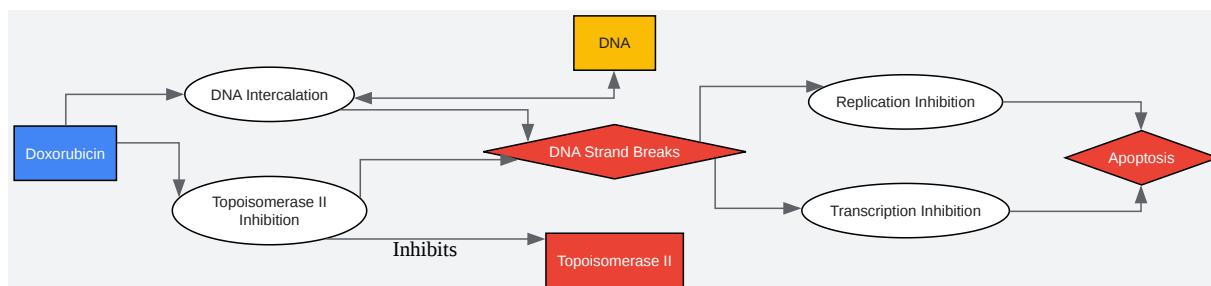 DNA
DNA Intercalation
Replication Inhibition
Doxorubicin
DNA Strand Breaks
Apoptosis
Topoisomerase II
Inhibition
Transcription Inhibition
Inhibits
Topoisomerase II